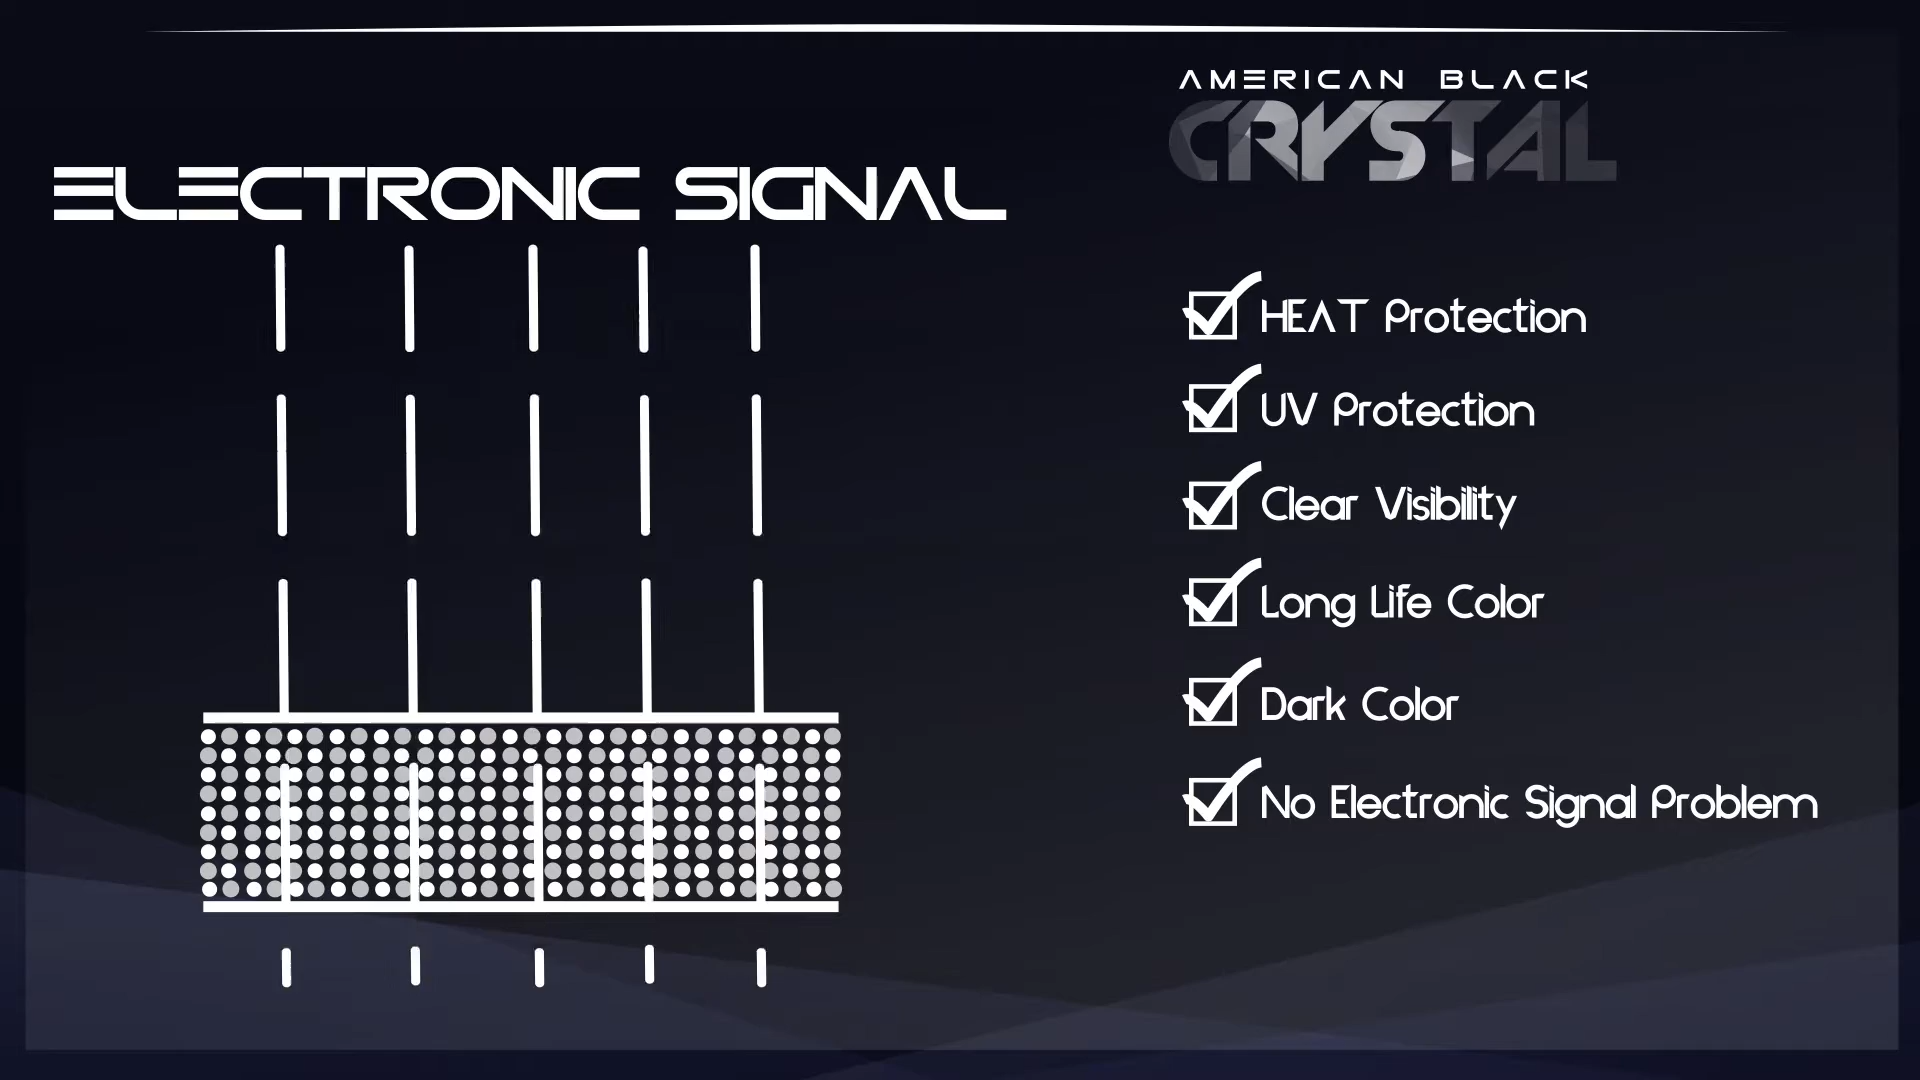 AMERICAN BLACK
CRYSTAL
ELECTRONIC SIGNAL
HEAT Protection
UV Protection
Clear Visibility
Long Life Color
Dark Color
No Electronic Signal Problem